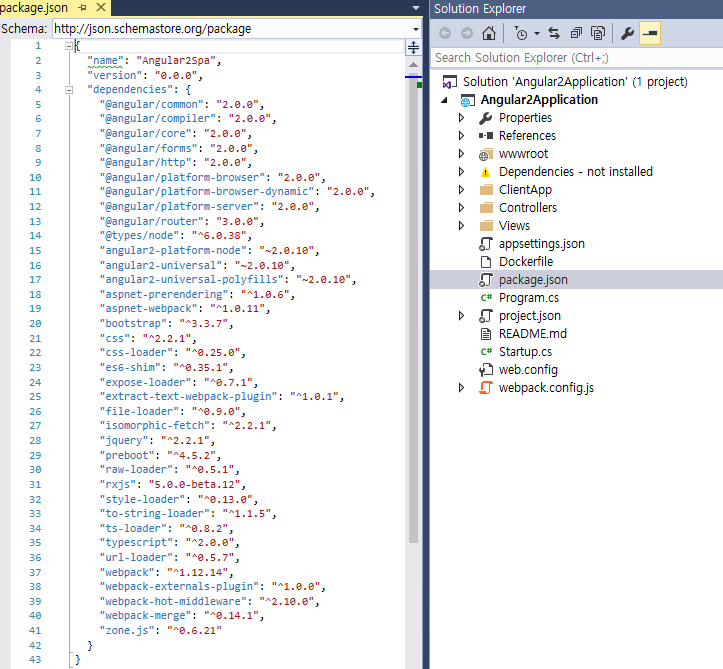 package.json
Schema: http://json.schemastore.org/package
1 {
2 "name": "Angular2Spa",
3 "version": "0.0.0",
4 "dependencies": {
5 "@angular/common": "2.0.0",
6 "@angular/compiler": "2.0.0",
7 "@angular/core": "2.0.0",
8 "@angular/forms": "2.0.0",
9 "@angular/http": "2.0.0",
10 "@angular/platform-browser": "2.0.0",
11 "@angular/platform-browser-dynamic": "2.0.0",
12 "@angular/platform-server": "2.0.0",
13 "@angular/router": "3.0.0",
14 "@types/node": "^6.0.38",
15 "angular2-platform-node": "~2.0.10",
16 "angular2-universal": "~2.0.10",
17 "angular2-universal-polyfills": "~2.0.10",
18 "aspnet-prerendering": "^1.0.6",
19 "aspnet-webpack": "^1.0.11",
20 "bootstrap": "^3.3.7",
21 "css": "^2.2.1",
22 "css-loader": "^0.25.0",
23 "es6-shim": "^0.35.1",
24 "expose-loader": "^0.7.1",
25 "extract-text-webpack-plugin": "^1.0.1",
26 "file-loader": "^0.9.0",
27 "isomorphic-fetch": "^2.2.1",
28 "jquery": "^2.2.1",
29 "preboot": "^4.5.2",
30 "raw-loader": "^0.5.1",
31 "rxjs": "5.0.0-beta.12",
32 "style-loader": "^0.13.0",
33 "to-string-loader": "^1.1.5",
34 "ts-loader": "^0.8.2",
35 "typescript": "^2.0.0",
36 "url-loader": "^0.5.7",
37 "webpack": "^1.12.14",
38 "webpack-externals-plugin": "^1.0.0",
39 "webpack-hot-middleware": "^2.10.0",
40 "webpack-merge": "^0.14.1",
41 "zone.js": "^0.6.21"
42 }
43 }
Solution Explorer
Search Solution Explorer (Ctrl+;)
Solution 'Angular2Application' (1 project)
Angular2Application
Properties
References
wwwroot
Dependencies - not installed
ClientApp
Controllers
Views
appsettings.json
Dockerfile
package.json
C# Program.cs
project.json
README.md
C# Startup.cs
web.config
webpack.config.js